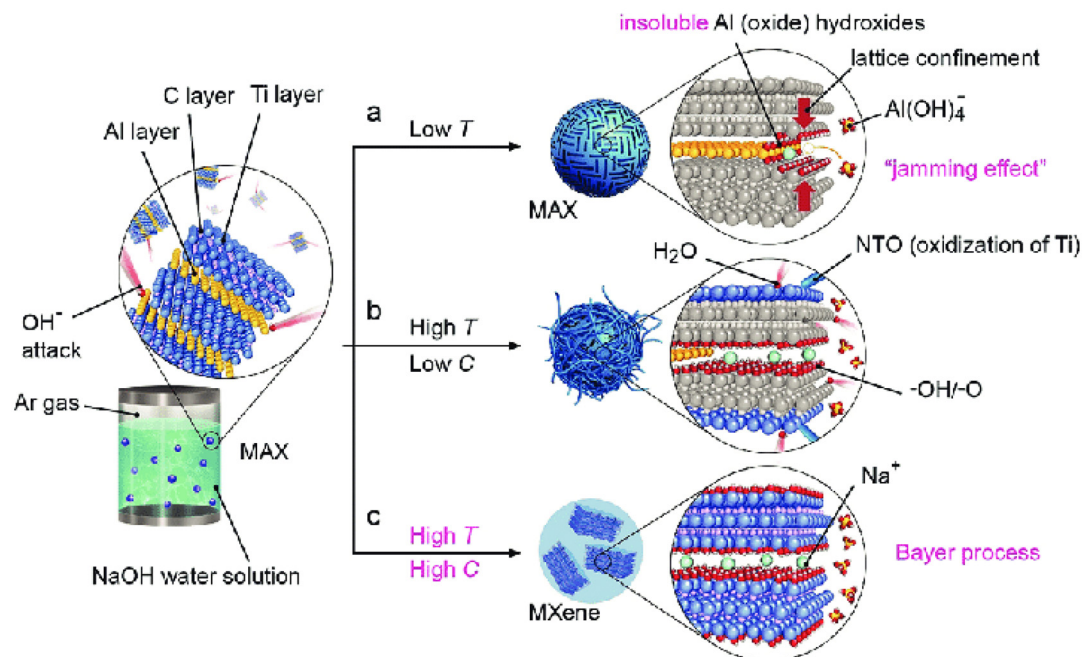 C layer
Ti layer
Al layer
OH⁻
attack
Ar gas
MAX
NaOH water solution
a
Low T
MAX
insoluble Al (oxide) hydroxides
lattice confinement
Al(OH)₄⁻
“jamming effect”
b
High T
Low C
H₂O
NTO (oxidization of Ti)
-OH/-O
c
High T
High C
MXene
Na⁺
Bayer process